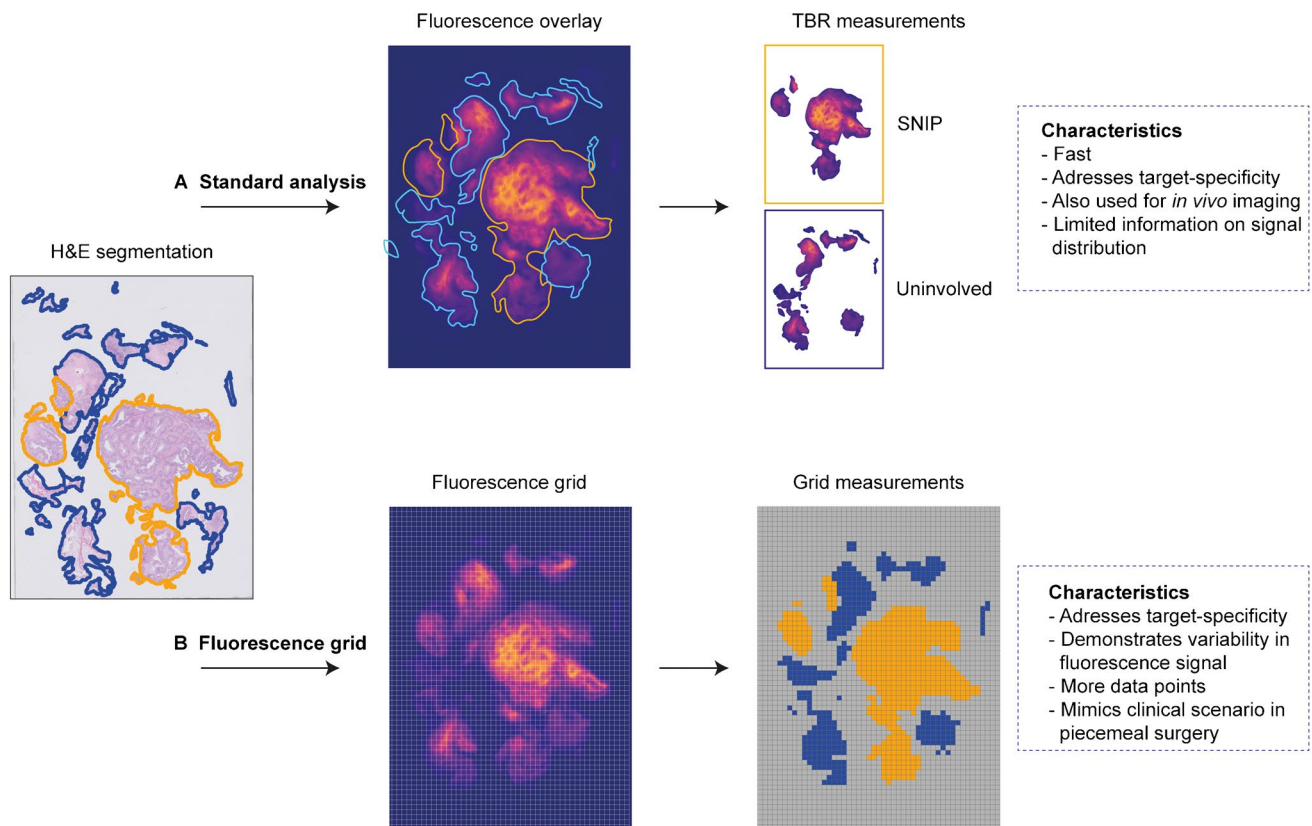 Fluorescence overlay
TBR measurements
SNIP
Uninvolved
A Standard analysis
Characteristics
- Fast
- Adresses target-specificity
- Also used for in vivo imaging
- Limited information on signal
distribution
H&E segmentation
Fluorescence grid
Grid measurements
B Fluorescence grid
Characteristics
- Adresses target-specificity
- Demonstrates variability in
fluorescence signal
- More data points
- Mimics clinical scenario in
piecemeal surgery